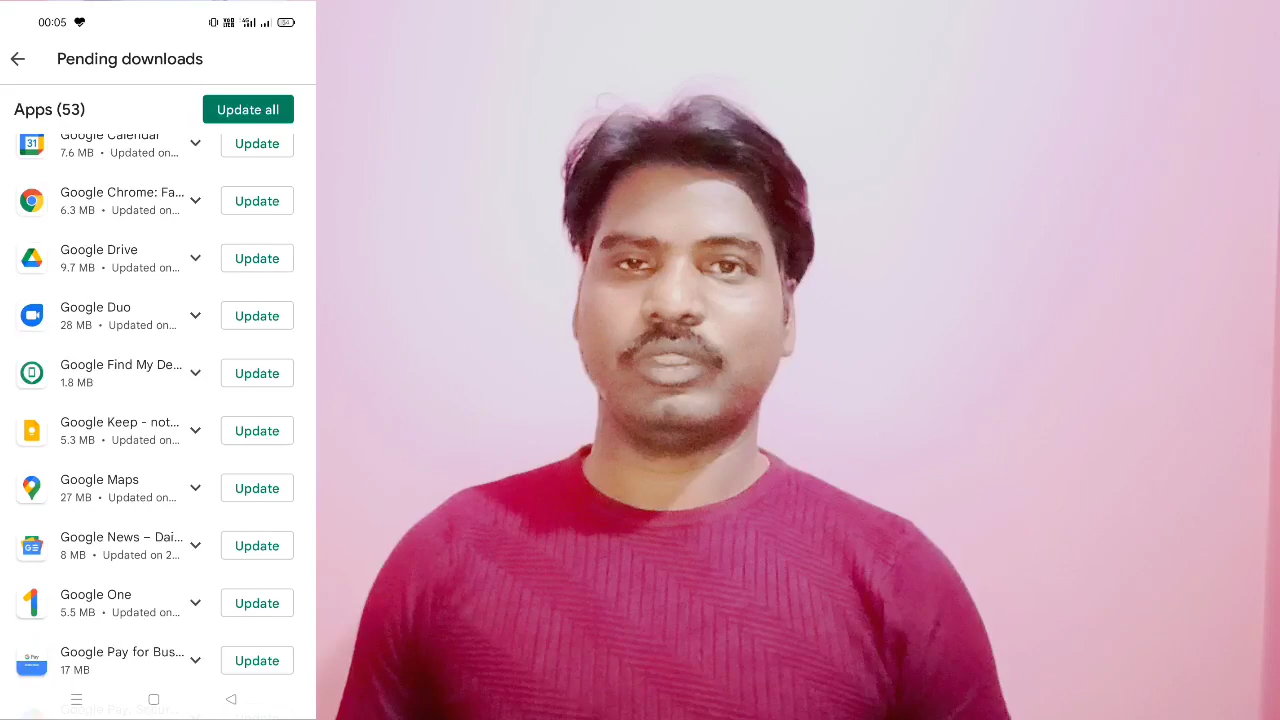 00:05
Pending downloads
Apps (53)
Update all
Google Calendar
7.6 MB • Updated on...
Update
Google Chrome: Fa...
6.3 MB • Updated on...
Update
Google Drive
9.7 MB • Updated on...
Update
Google Duo
28 MB • Updated on...
Update
Google Find My De...
1.8 MB
Update
Google Keep - not...
5.3 MB • Updated on...
Update
Google Maps
27 MB • Updated on...
Update
Google News – Dai...
8 MB • Updated on 2...
Update
Google One
5.5 MB • Updated on...
Update
Google Pay for Bus...
17 MB
Update